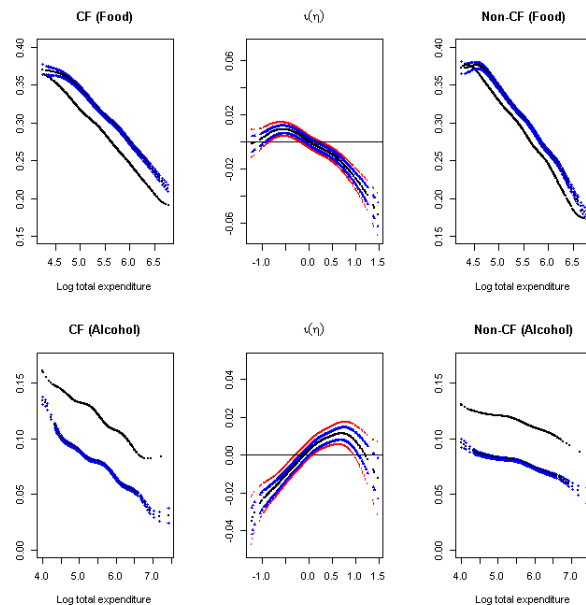 CF (Food)
ι(η)
Non-CF (Food)
0.40
0.35
0.30
0.25
0.20
0.15
4.5 5.0 5.5 6.0 6.5
Log total expenditure
0.06
0.02
-0.02
-0.06
-1.0 -0.5 0.0 0.5 1.0 1.5
0.40
0.35
0.30
0.25
0.20
0.15
4.5 5.0 5.5 6.0 6.5
Log total expenditure
CF (Alcohol)
ι(η)
Non-CF (Alcohol)
0.15
0.10
0.05
0.00
4.0 5.0 6.0 7.0
Log total expenditure
0.04
0.02
0.00
-0.02
-0.04
-1.0 -0.5 0.0 0.5 1.0 1.5
0.15
0.10
0.05
0.00
4.0 5.0 6.0 7.0
Log total expenditure